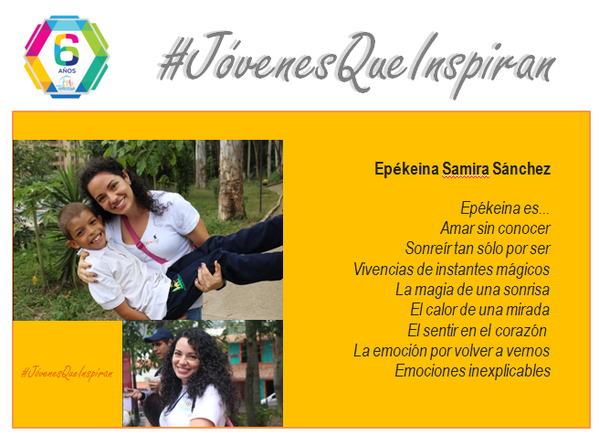 #JóvenesQueInspiran
6
AÑOS
Epékeina Samira Sánchez
Epékeina es...
Amar sin conocer
Sonreír tan sólo por ser
Vivencias de instantes mágicos
La magia de una sonrisa
El calor de una mirada
El sentir en el corazón
La emoción por volver a vernos
Emociones inexplicables
#JóvenesQueInspiran